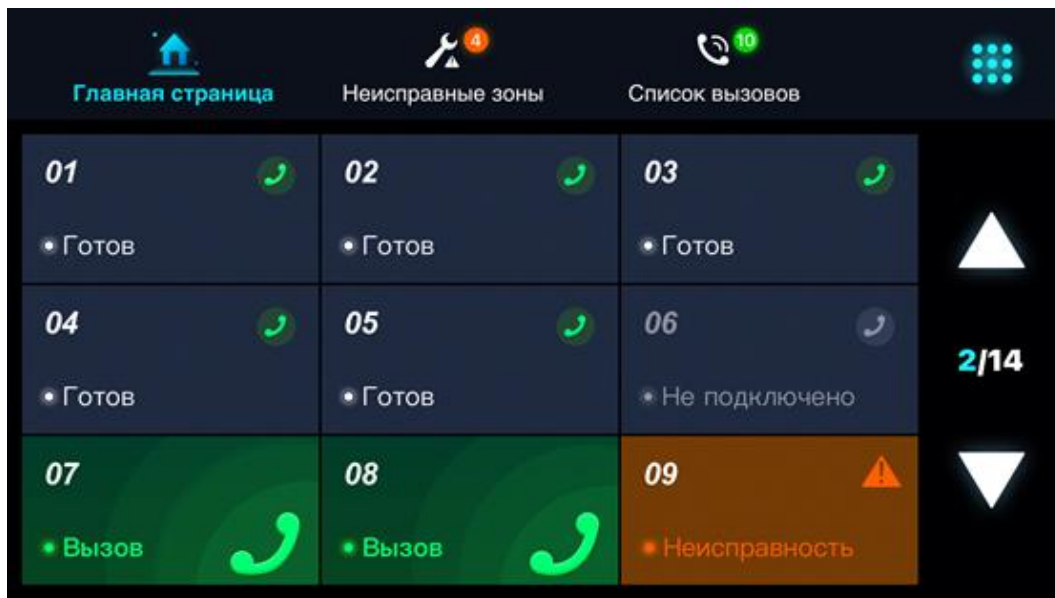 4
10
Главная страница
Неисправные зоны
Список вызовов
01
02
03
Готов
Готов
Готов
04
05
06
Готов
Готов
Не подключено
2/14
07
08
09
Вызов
Вызов
Неисправность